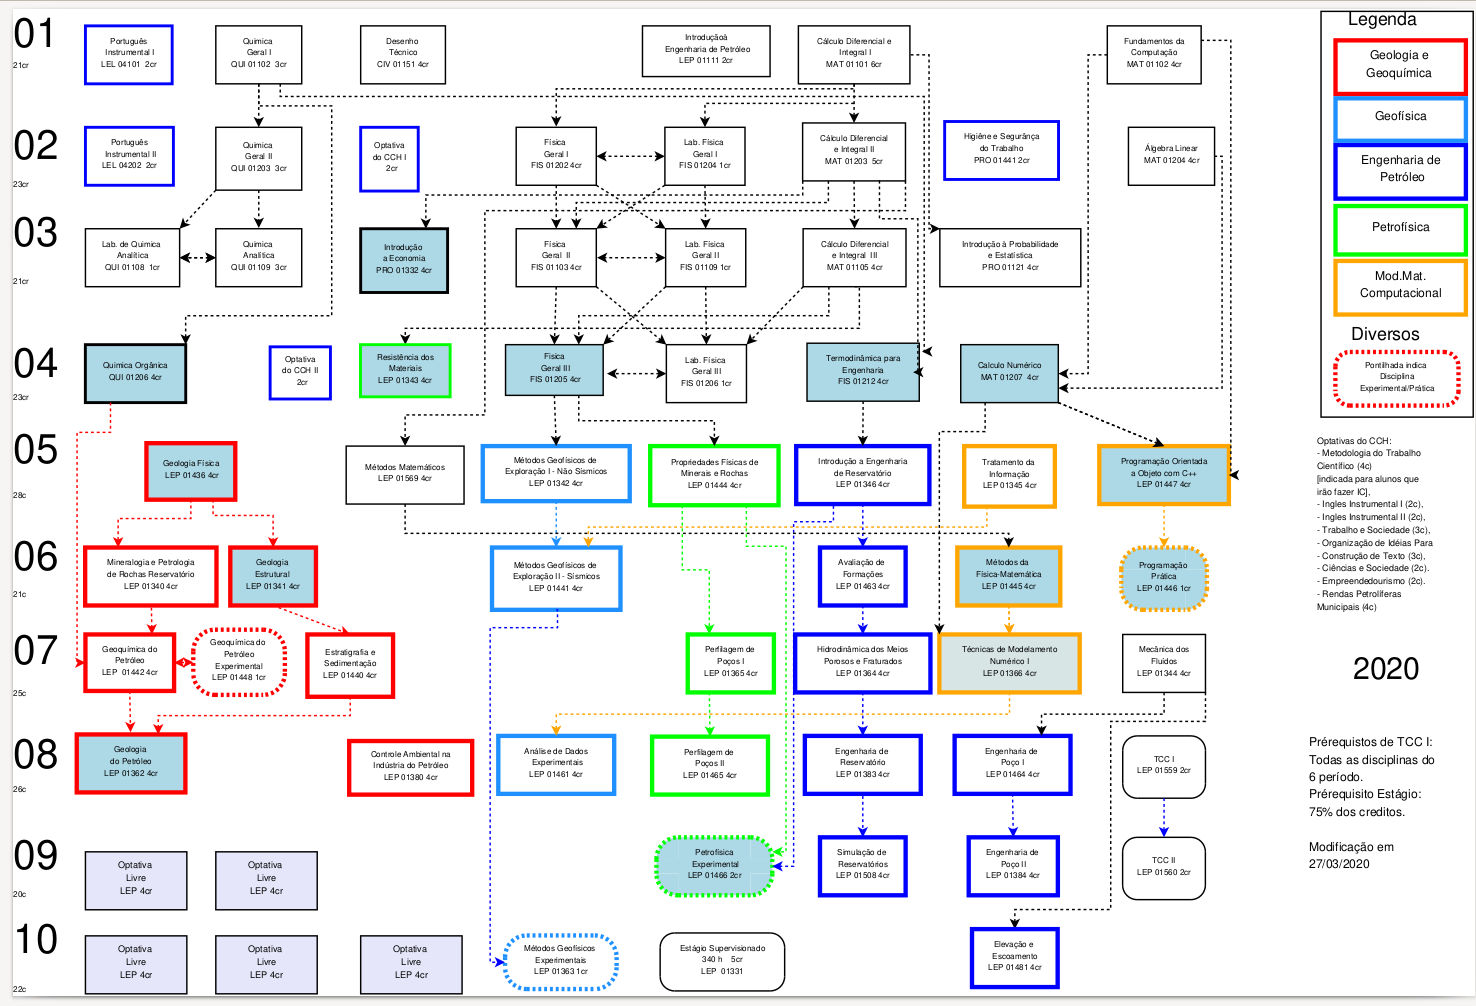 01
21cr
Português
Instrumental I
LEL 04101 2cr
Quimica
Geral I
QUI 01102 3cr
Desenho
Técnico
CIV 01151 4cr
Introduçoà
Engenharia de Petróleo
LEP 01111 2cr
Cálculo Diferencial e
Integral I
MAT 01101 6cr
Fundamentos da
Computação
MAT 01102 4cr
02
23cr
Português
Instrumental II
LEL 04202 2cr
Quimica
Geral II
QUI 01203 3cr
Optativa
do CCH I
2cr
Física
Geral I
FIS 01202 4cr
Lab. Física
Geral I
FIS 01204 1cr
Cálculo Diferencial
e Integral II
MAT 01203 5cr
Higiêne e Segurãnça
do Trabalho
PRO 01441 2cr
Álgebra Linear
MAT 01204 4cr
03
21cr
Lab. de Quimica
Analítica
QUI 01108 1cr
Quimica
Analítica
QUI 01109 3cr
Introdução
a Economia
PRO 01332 4cr
Física
Geral II
FIS 01103 4cr
Lab. Física
Geral II
FIS 01109 1cr
Cálculo Diferencial
e Integral III
MAT 01105 4cr
Introdução à Probabilidade
e Estatística
PRO 01121 4cr
04
23cr
Quimica Orgânica
QUI 01206 4cr
Optativa
do CCH II
2cr
Resistência dos
Materiais
LEP 01343 4cr
Fisica
Geral III
FIS 01205 4cr
Lab. Física
Geral III
FIS 01206 1cr
Termodinâmica para
Engenharia
FIS 01212 4cr
Calculo Numérico
MAT 01207 4cr
05
28cr
Geologia Física
LEP 01436 4cr
Métodos Matemáticos
LEP 01569 4cr
Métodos Geofísicos de
Exploração I - Não Sísmicos
LEP 01342 4cr
Propriedades Físicas de
Minerais e Rochas
LEP 01444 4cr
Introdução a Engenharia
de Reservatório
LEP 01346 4cr
Tratamento da
Informação
LEP 01345 4cr
Programação Orientada
a Objeto com C++
LEP 01447 4cr
06
21cr
Mineralogia e Petrologia
de Rochas Reservatório
LEP 01340 4cr
Geologia
Estrutural
LEP 01341 4cr
Métodos Geofísicos de
Exploração II - Sísmicos
LEP 01441 4cr
Avaliação de
Formações
LEP 01463 4cr
Métodos da
Física-Matemática
LEP 01445 4cr
Programação
Prática
LEP 01446 1cr
07
25cr
Geoquímica do
Petróleo
LEP 01442 4cr
Geoquímica do
Petróleo
Experimental
LEP 01448 1cr
Estratigrafia e
Sedimentação
LEP 01440 4cr
Perfilagem de
Poços I
LEP 01365 4cr
Hidrodinâmica dos Meios
Porosos e Fraturados
LEP 01364 4cr
Técnicas de Modelamento
Numérico I
LEP 01366 4cr
Mecânica dos
Fluídos
LEP 01344 4cr
08
26cr
Geologia
do Petróleo
LEP 01362 4cr
Controle Ambiental na
Indústria do Petróleo
LEP 01380 4cr
Análise de Dados
Experimentais
LEP 01461 4cr
Perfilagem de
Poços II
LEP 01465 4cr
Engenharia de
Reservatório
LEP 01383 4cr
Engenharia de
Poço I
LEP 01464 4cr
TCC I
LEP 01559 2cr
09
20c
Optativa
Livre
LEP 4cr
Optativa
Livre
LEP 4cr
Petrofísica
Experimental
LEP 01466 2cr
Simulação de
Reservatórios
LEP 01508 4cr
Engenharia de
Poço II
LEP 01384 4cr
TCC II
LEP 01560 2cr
10
22c
Optativa
Livre
LEP 4cr
Optativa
Livre
LEP 4cr
Optativa
Livre
LEP 4cr
Métodos Geofísicos
Experimentais
LEP 01363 1cr
Estágio Supervisionado
340 h 5cr
LEP 01331
Elevação e
Escoamento
LEP 01481 4cr
Legenda
Geologia e
Geoquímica
Geofísica
Engenharia de
Petróleo
Petrofísica
Mod.Mat.
Computacional
Diversos
Pontilhada indica
Disciplina
Experimental/Prática
Optativas do CCH:
- Metodologia do Trabalho
Científico (4c)
[indicada para alunos que
irão fazer IC],
- Ingles Instrumental I (2c),
- Ingles Instrumental II (2c),
- Trabalho e Sociedade (3c),
- Organização de Idéias Para
- Construção de Texto (3c),
- Ciências e Sociedade (2c).
- Empreendedourismo (2c).
- Rendas Petrolíferas
Municipais (4c)
2020
Prérequistos de TCC I:
Todas as disciplinas do
6 período.
Prérequisito Estágio:
75% dos creditos.
Modificação em
27/03/2020